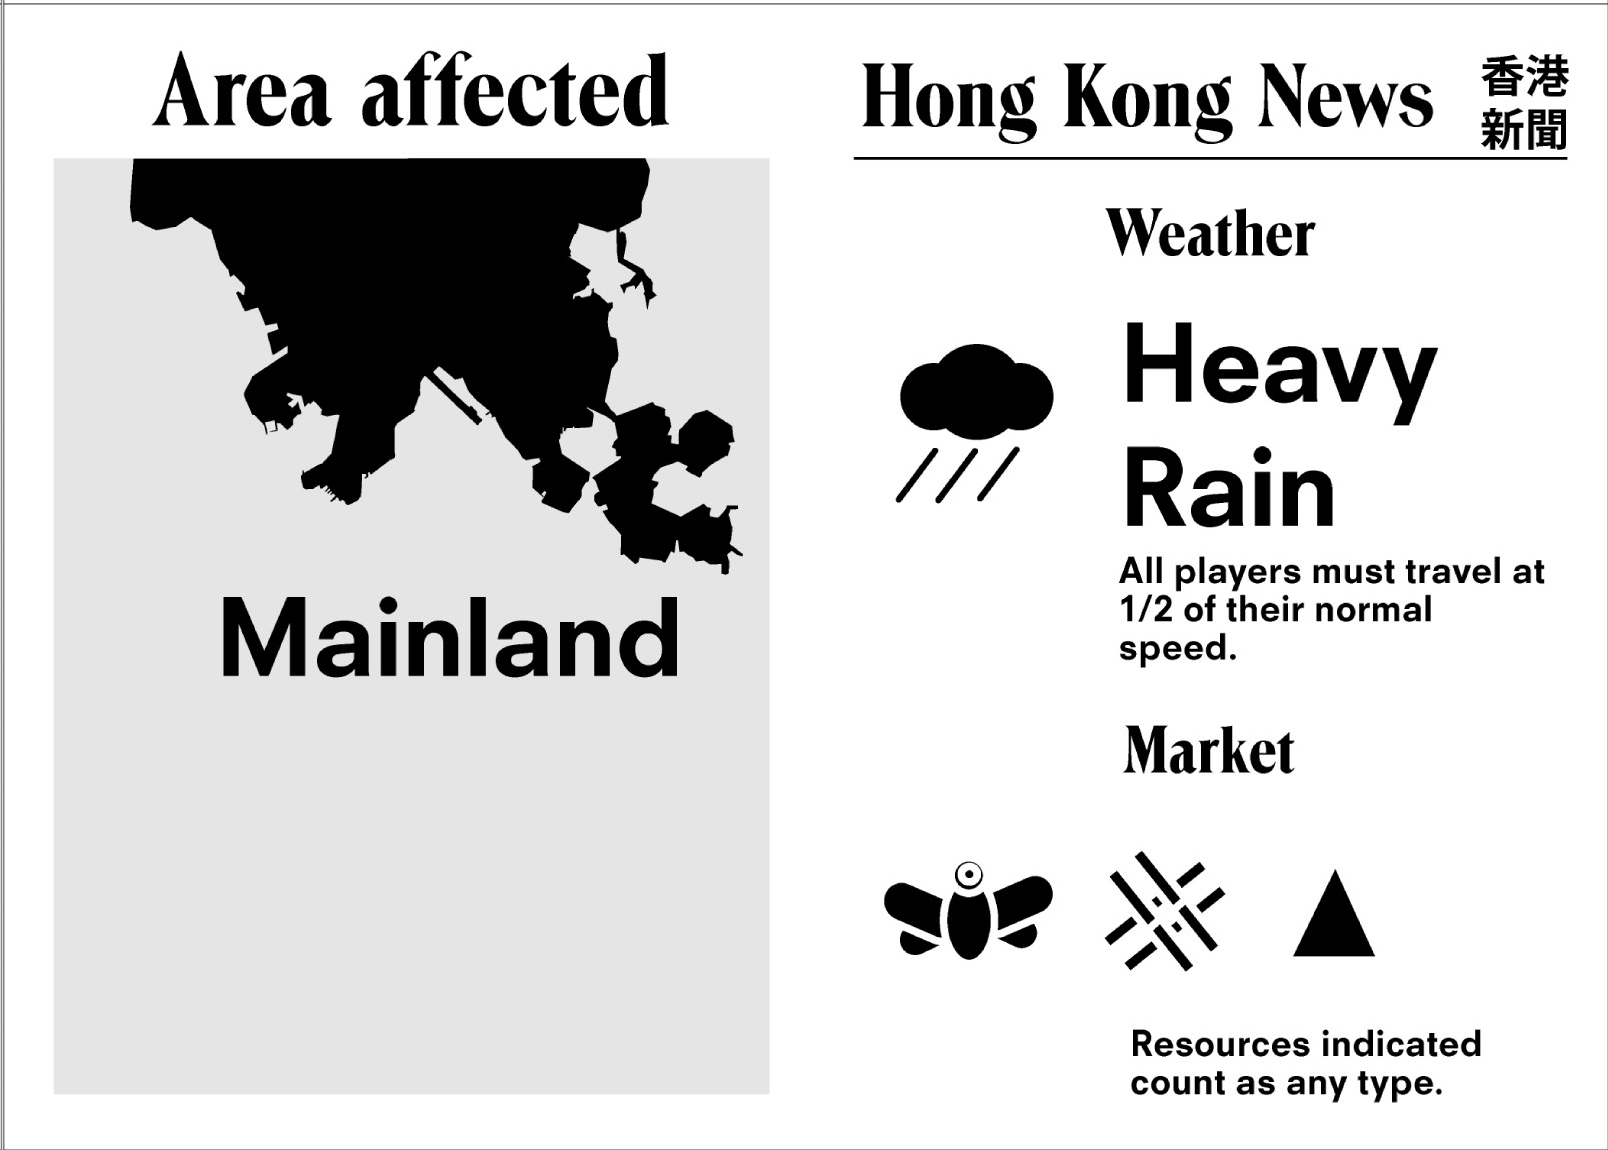 Area affected
Mainland
Hong Kong News
香港
新聞
Weather
Heavy
Rain
All players must travel at
1/2 of their normal
speed.
Market
Resources indicated
count as any type.